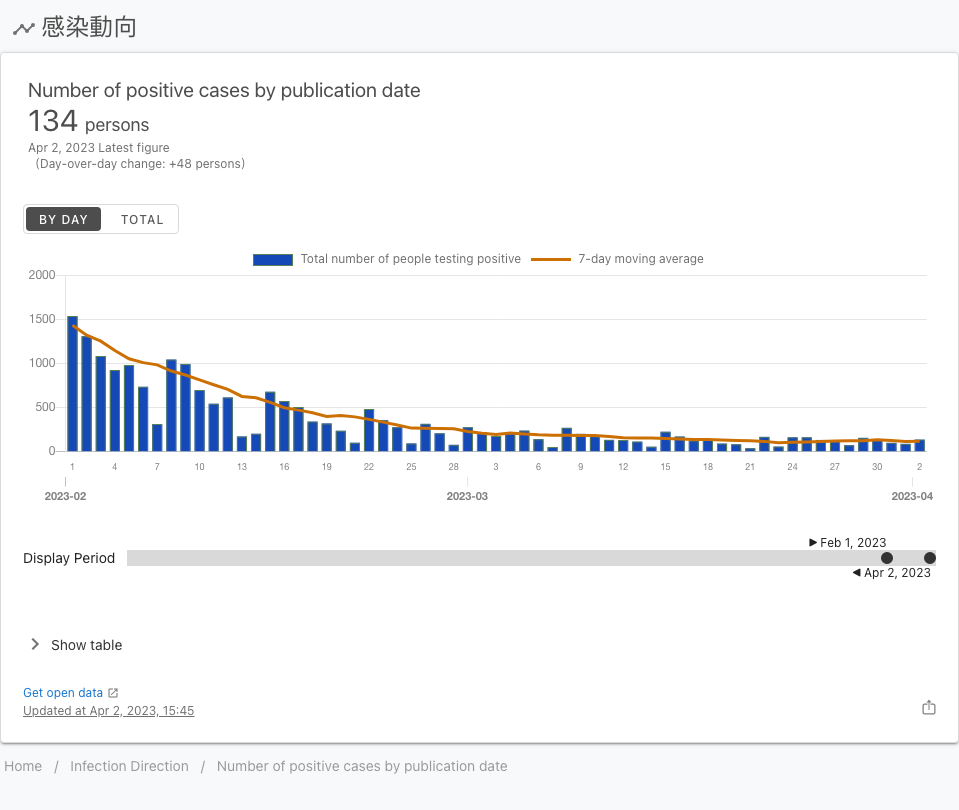 感染動向
Number of positive cases by publication date
134 persons
Apr 2, 2023 Latest figure
(Day-over-day change: +48 persons)
BY DAY TOTAL
Total number of people testing positive 7-day moving average
2000
1500
1000
500
0
1 4 7 10 13 16 19 22 25 28 3 6 9 12 15 18 21 24 27 30 2
2023-02 2023-03 2023-04
Feb 1, 2023
Display Period
Apr 2, 2023
Show table
Get open data
Updated at Apr 2, 2023, 15:45
Home / Infection Direction / Number of positive cases by publication date